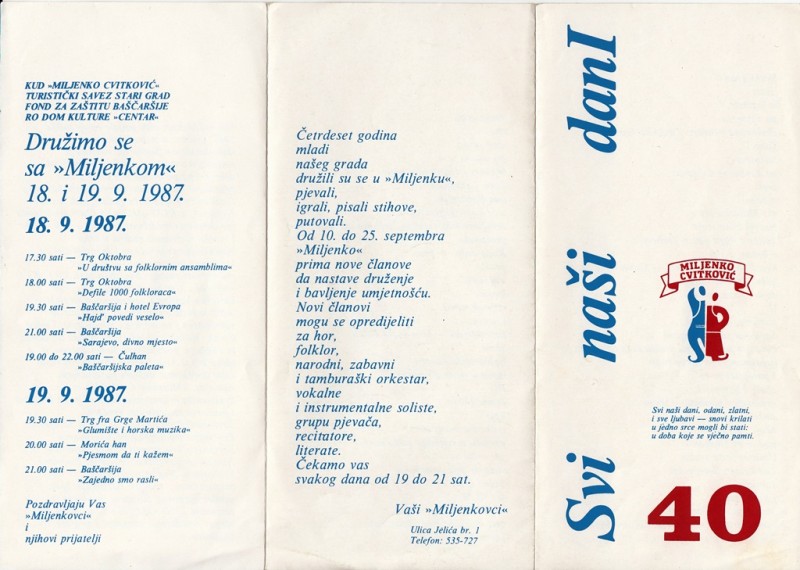 KUD »MILJENKO CVITKOVIĆ«
TURISTIČKI SAVEZ STARI GRAD
FOND ZA ZAŠTITU BAŠČARŠIJE
RO DOM KULTURE »CENTAR«
Družimo se
sa »Miljenkom«
18. i 19. 9. 1987.
18. 9. 1987.
17.30 sati — Trg Oktobra
»U društvu sa folklornim ansamblima«
18.00 sati — Trg Oktobra
»Defile 1000 folkloraca«
19.30 sati — Baščaršija i hotel Evropa
»Hajd' povedi veselo«
21.00 sati — Baščaršija
»Sarajevo, divno mjesto«
19.00 do 22.00 sati — Čulhan
»Baščaršijska paleta«
19. 9. 1987.
19.30 sati — Trg fra Grge Martića
»Glumište i horska muzika«
20.00 sati — Morića han
»Pjesmom da ti kažem«
21.00 sati — Baščaršija
»Zajedno smo rasli«
Pozdravljaju Vas
»Miljenkovci«
i
njihovi prijatelji
Četrdeset godina
mladi
našeg grada
družili su se u »Miljenku«,
pjevali,
igrali, pisali stihove,
putovali.
Od 10. do 25. septembra
»Miljenko«
prima nove članove
da nastave druženje
i bavljenje umjetnošću.
Novi članovi
mogu se opredijeliti
za hor,
folklor,
narodni, zabavni
i tamburaški orkestar,
vokalne
i instrumentalne soliste,
grupu pjevača,
recitatore,
literate.
Čekamo vas
svakog dana od 19 do 21 sat.
Vaši »Miljenkovci«
Ulica Jelića br. 1
Telefon: 535-727
Svi naši danI
MILJENKO
CVITKOVIĆ
Svi naši dani, odani, zlatni,
i sve ljubavi — snovi krilati
u jedno srce mogli bi stati:
u doba koje se vječno pamti.
40